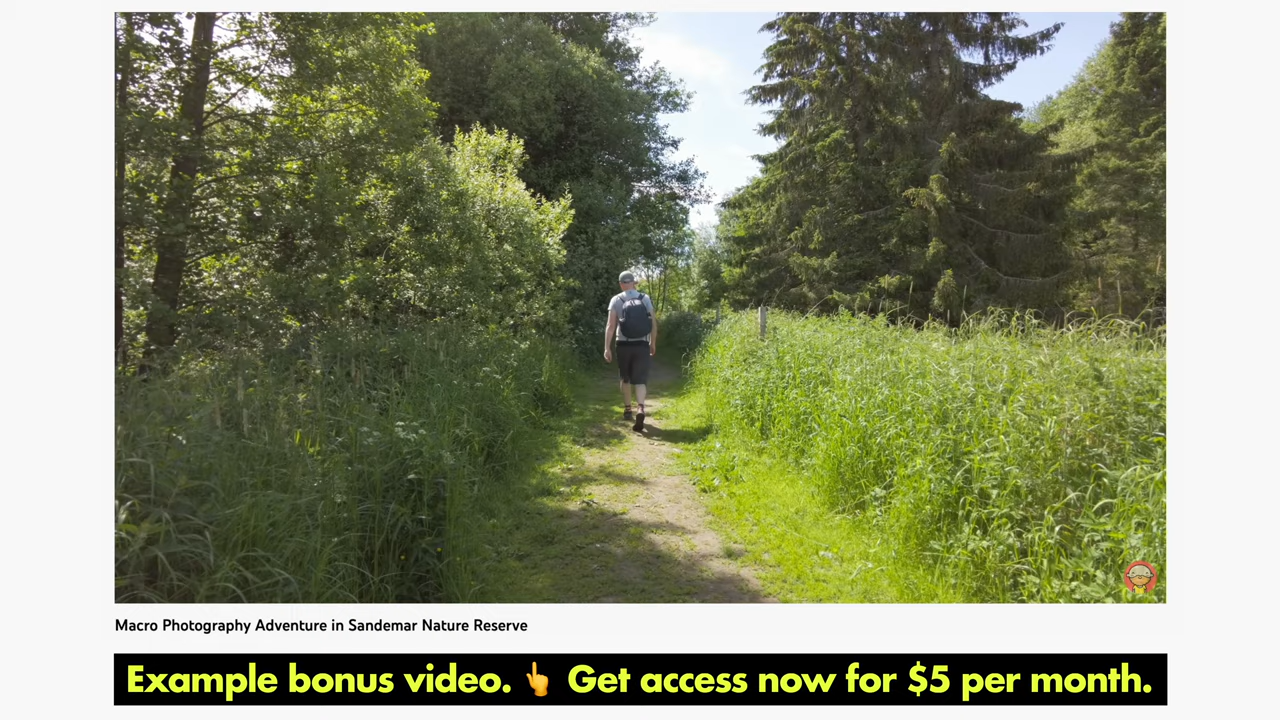 Macro Photography Adventure in Sandemar Nature Reserve
Example bonus video. 👆 Get access now for $5 per month.